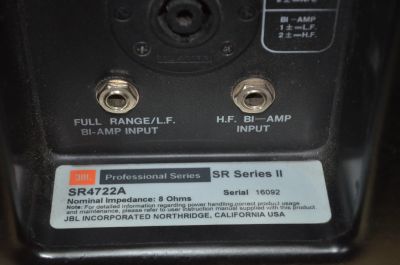 BI-AMP
1 ±=L.F.
2 ±=H.F.
FULL RANGE/L.F.
BI-AMP INPUT
H.F. BI-AMP
INPUT
JBL Professional Series SR Series II
SR4722A
Nominal Impedance: 8 Ohms Serial 16092
Note: For detailed information regarding power handling, correct product usage
and maintenance, please refer to user instruction manual supplied with this product.
JBL INCORPORATED NORTHRIDGE, CALIFORNIA USA